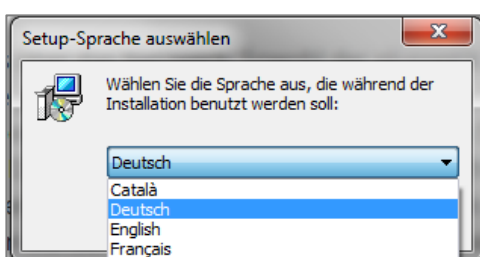 Setup-Sprache auswählen
Wählen Sie die Sprache aus, die während der
Installation benutzt werden soll:
Deutsch
Català
Deutsch
English
Français